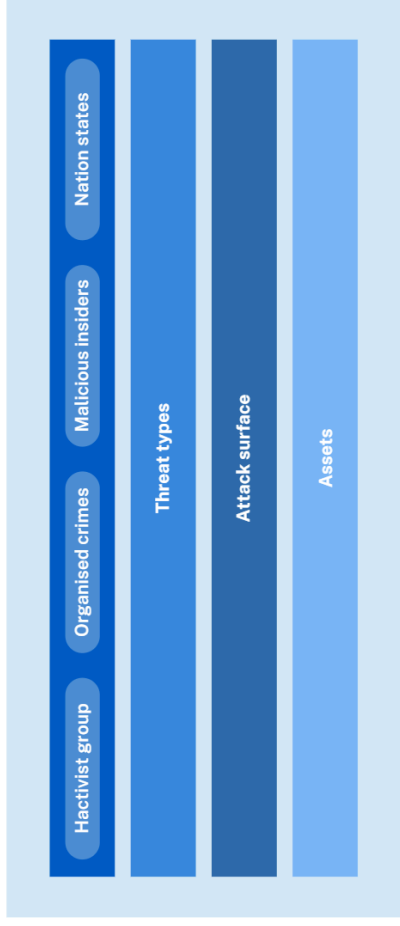 Hactivist group
Organised crimes
Malicious insiders
Nation states
Threat types
Attack surface
Assets